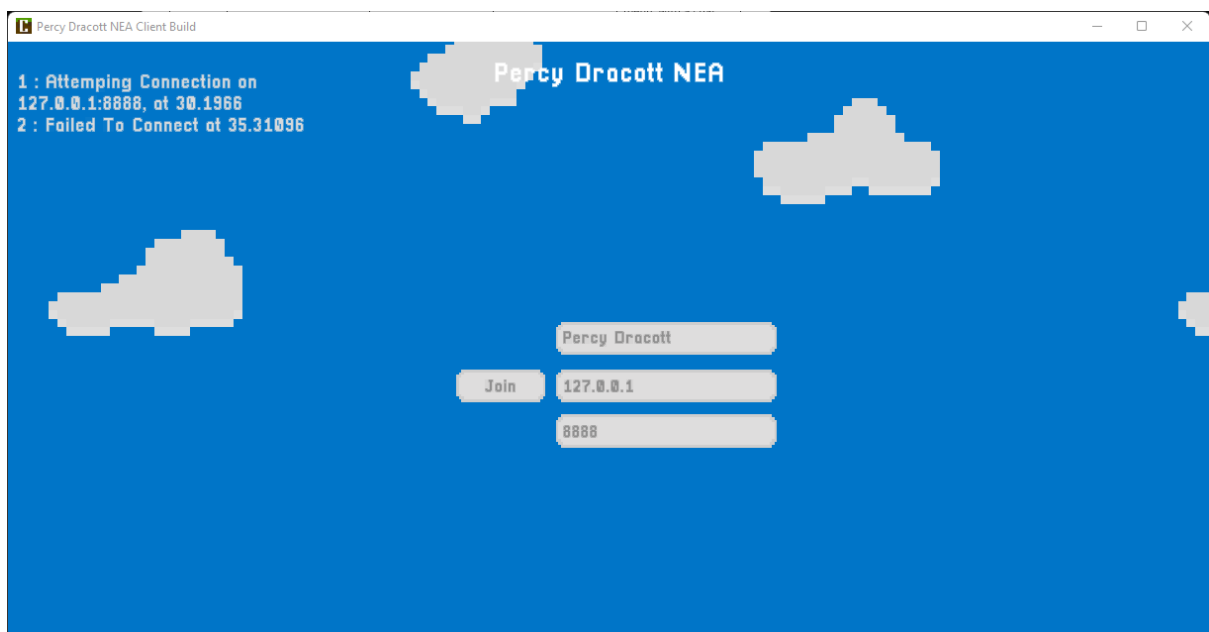 Percy Dracott NEA Client Build
Percy Dracott NEA
1 : Attemping Connection on
127.0.0.1:8888, at 30.1966
2 : Failed To Connect at 35.31096
Percy Dracott
Join
127.0.0.1
8888